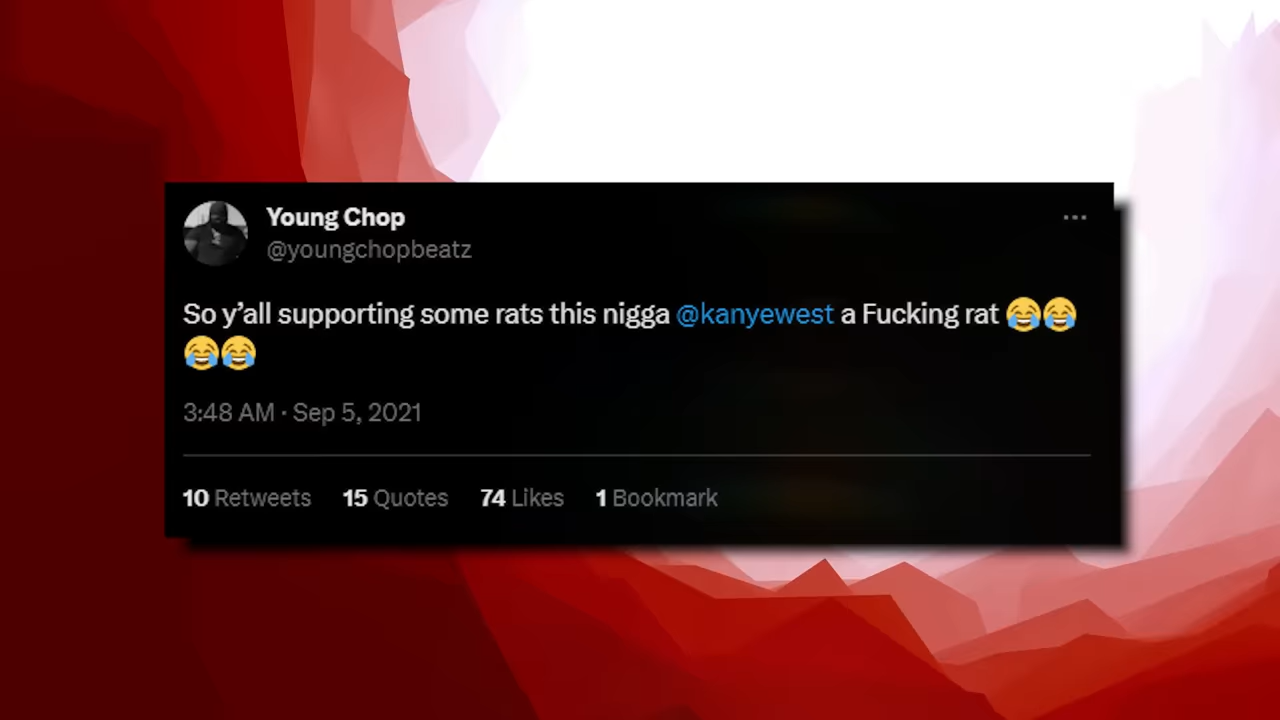 Young Chop
@youngchopbeatz
So y’all supporting some rats this nigga @kanyewest a Fucking rat 😂😂
😂😂
3:48 AM · Sep 5, 2021
10 Retweets 15 Quotes 74 Likes 1 Bookmark